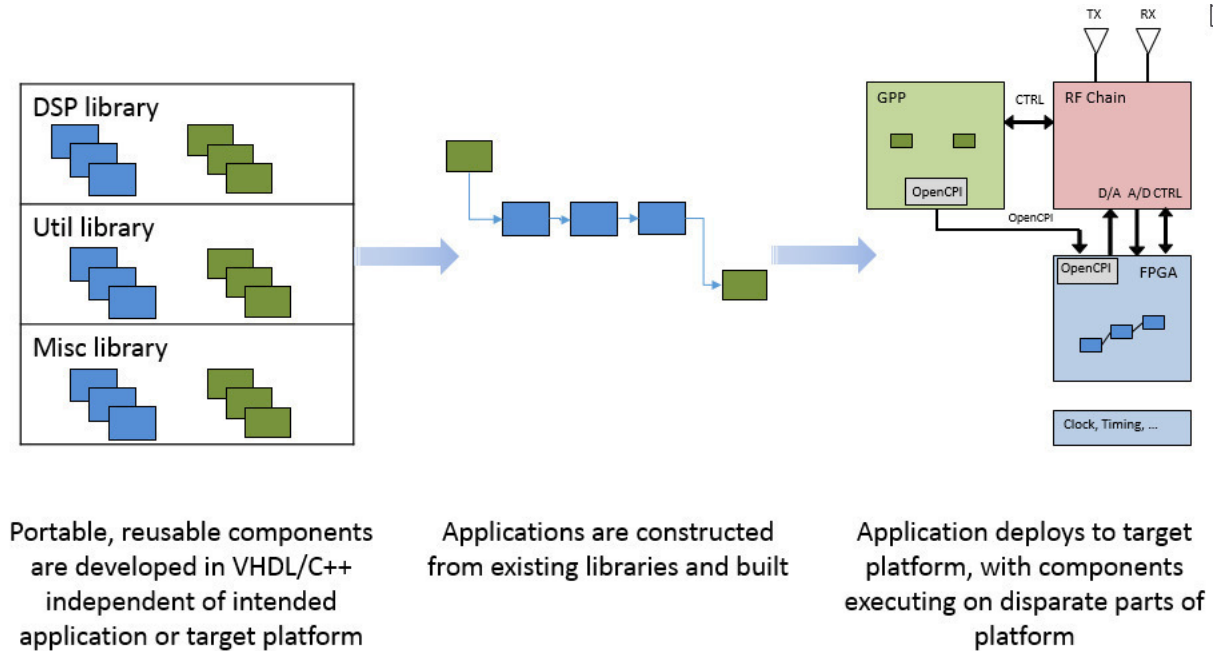 DSP library
Util library
Misc library
TX
RX
GPP
CTRL
RF Chain
OpenCPI
D/A
A/D
CTRL
OpenCPI
OpenCPI
FPGA
Clock, Timing, ...
Portable, reusable components
are developed in VHDL/C++
independent of intended
application or target platform
Applications are constructed
from existing libraries and built
Application deploys to target
platform, with components
executing on disparate parts of
platform